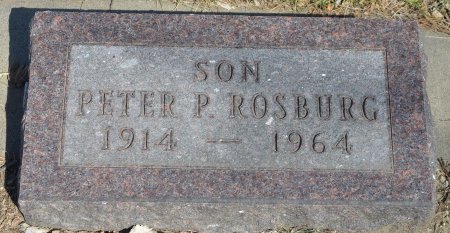 SON
PETER P. ROSBURG
1914 — 1964